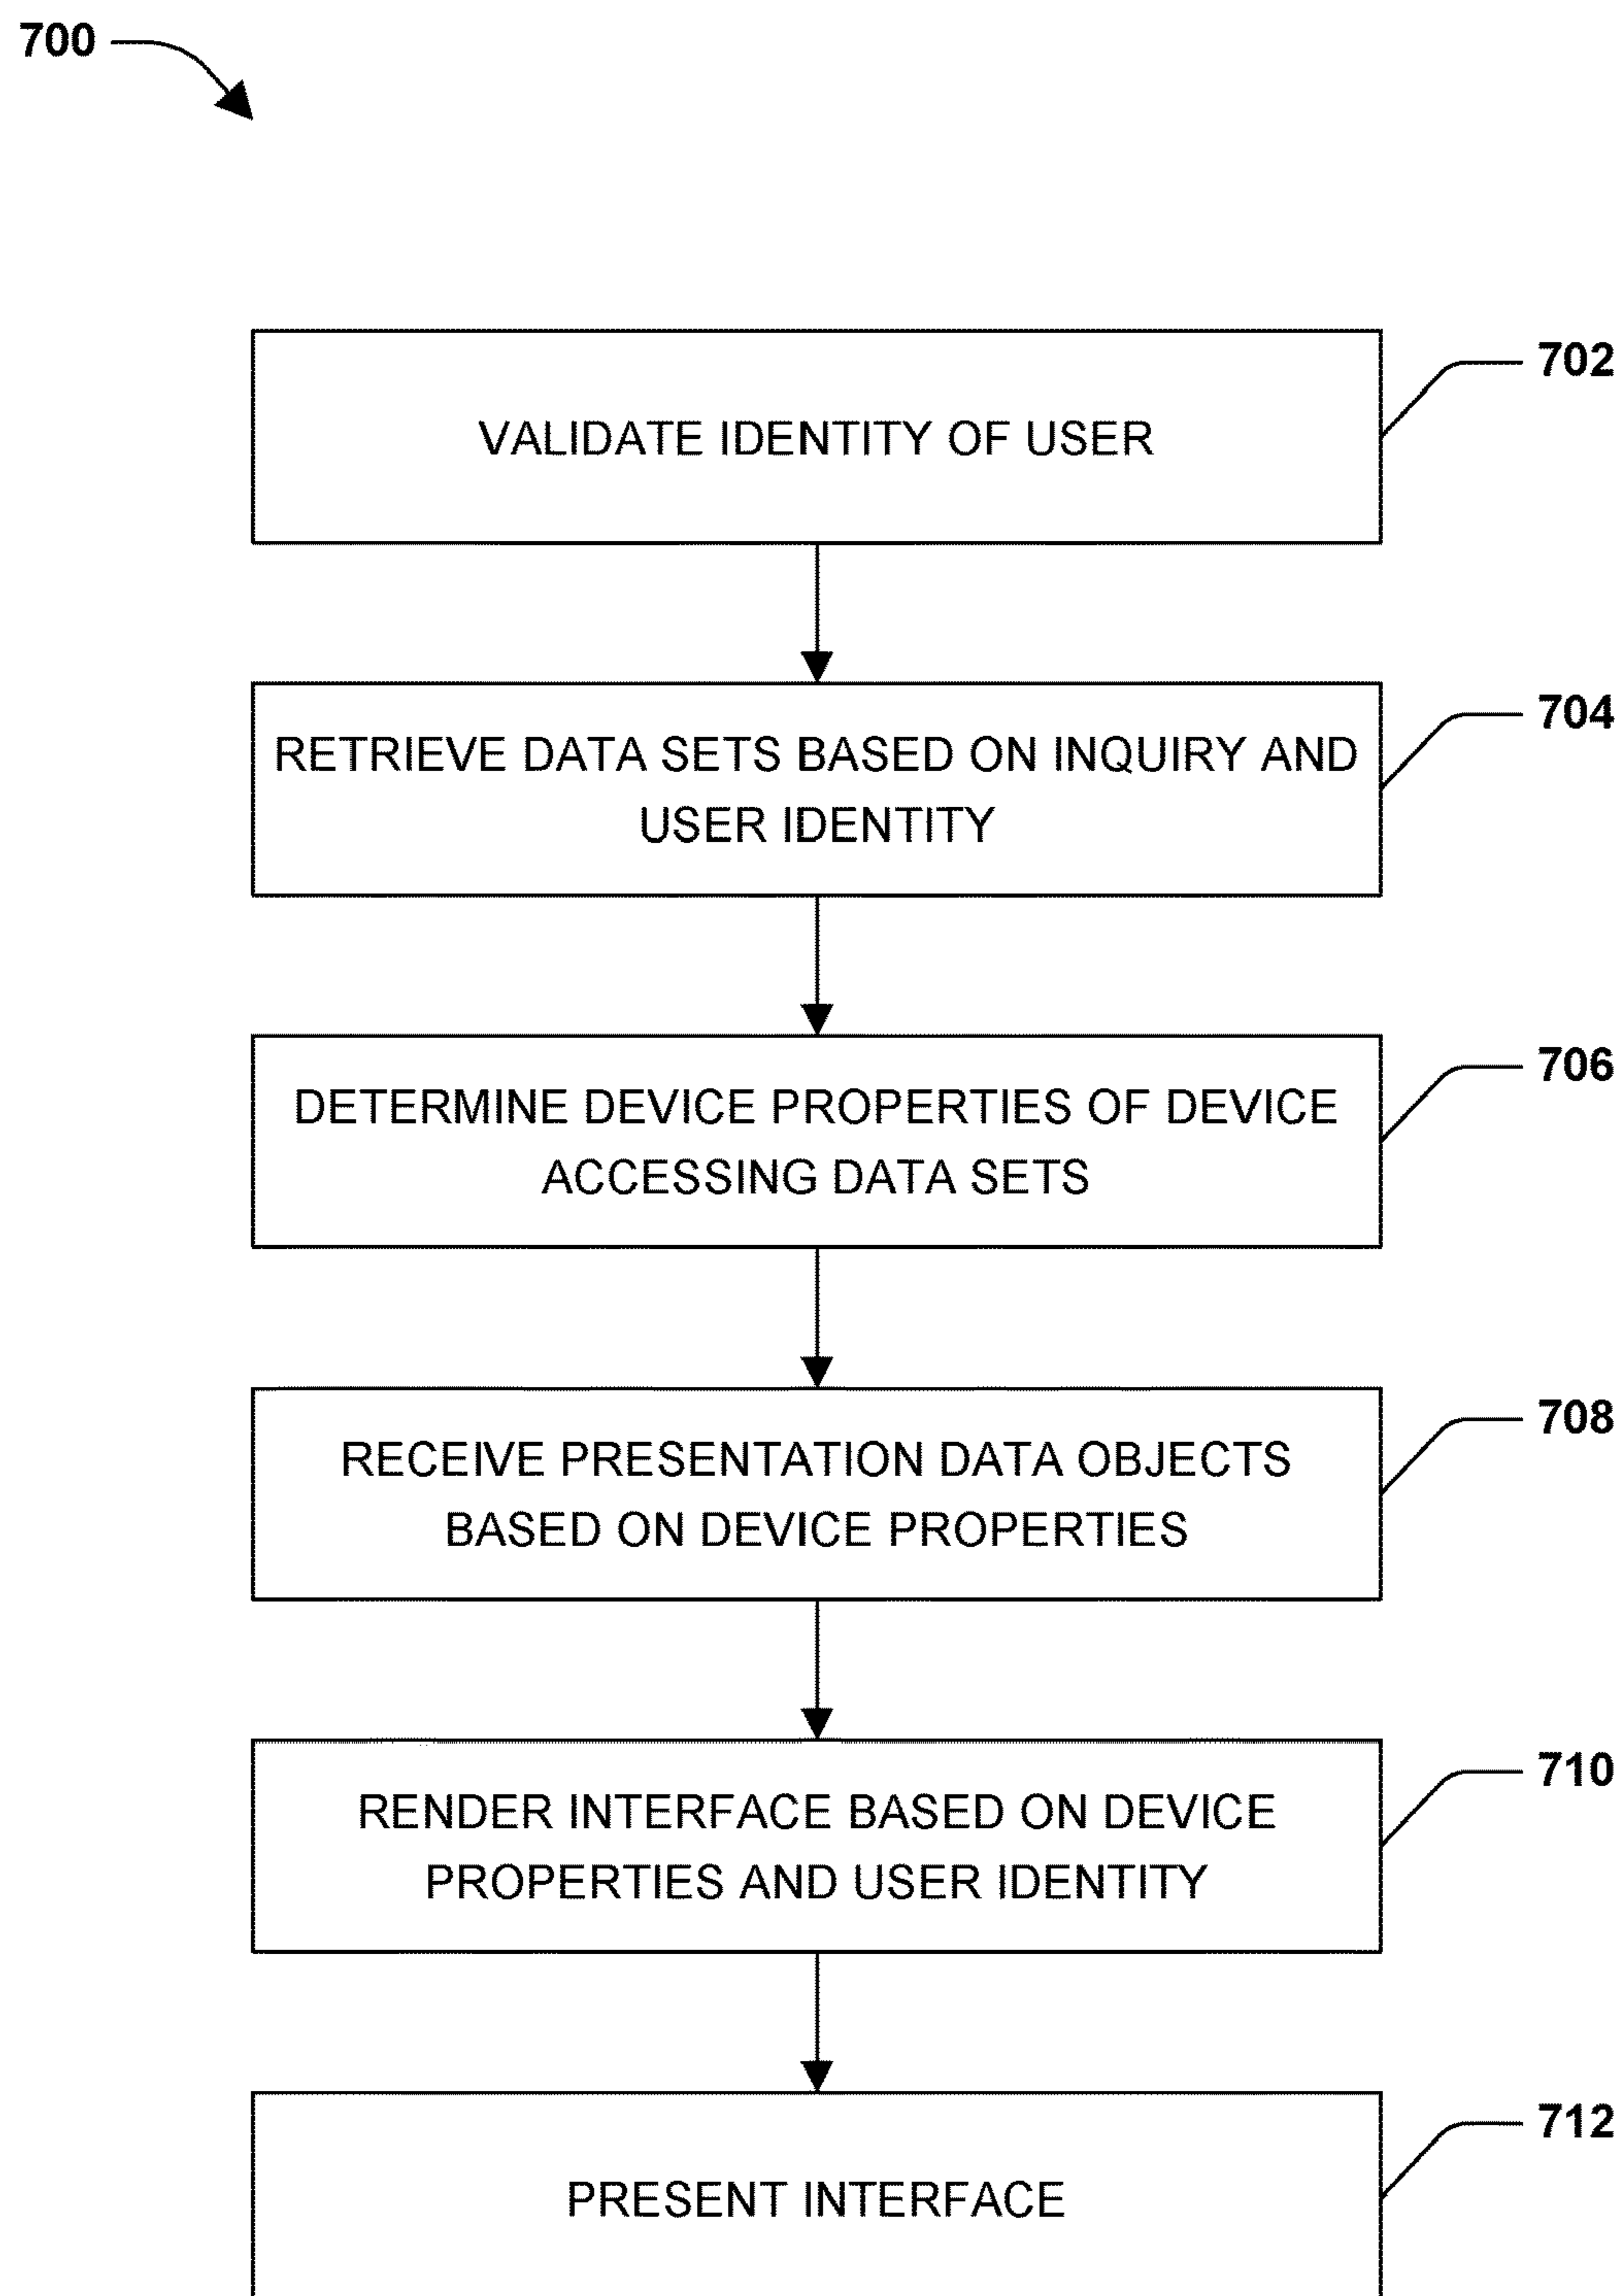 700
702
VALIDATE IDENTITY OF USER
704
RETRIEVE DATA SETS BASED ON INQUIRY AND
USER IDENTITY
706
DETERMINE DEVICE PROPERTIES OF DEVICE
ACCESSING DATA SETS
708
RECEIVE PRESENTATION DATA OBJECTS
BASED ON DEVICE PROPERTIES
710
RENDER INTERFACE BASED ON DEVICE
PROPERTIES AND USER IDENTITY
712
PRESENT INTERFACE